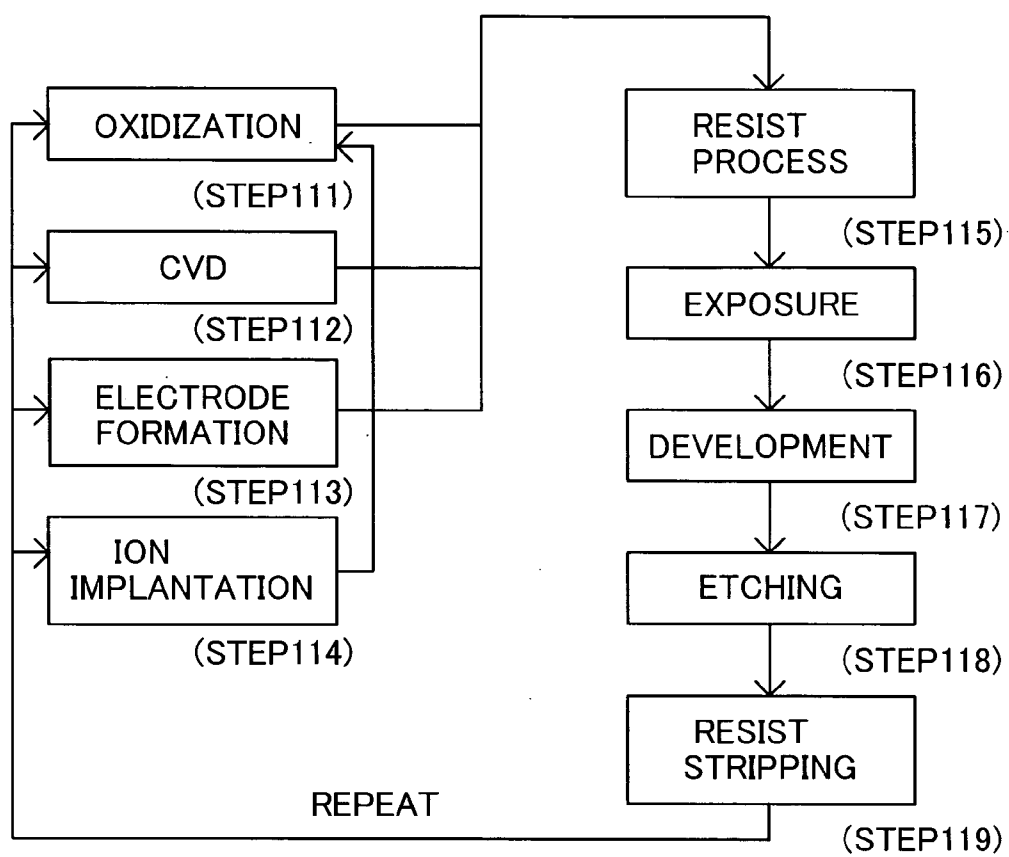 OXIDIZATION
(STEP111)
CVD
(STEP112)
ELECTRODE
FORMATION
(STEP113)
ION
IMPLANTATION
(STEP114)
RESIST
PROCESS
(STEP115)
EXPOSURE
(STEP116)
DEVELOPMENT
(STEP117)
ETCHING
(STEP118)
RESIST
STRIPPING
(STEP119)
REPEAT